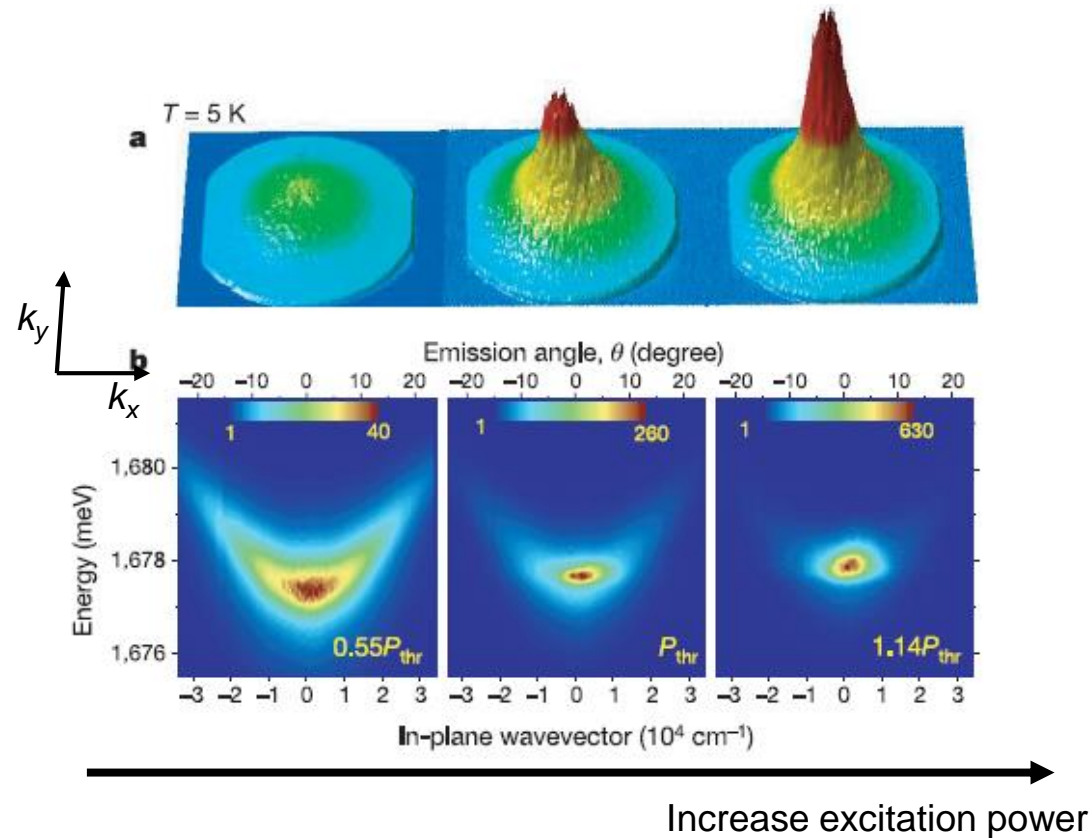 T = 5 K
a
k_y
k_x
b
Emission angle, θ (degree)
−20 −10 0 10 20 −20 −10 0 10 20 −20 −10 0 10 20
1 40 1 260 1 630
Energy (meV)
1,680
1,678
1,676
0.55P_thr P_thr 1.14P_thr
−3 −2 −1 0 1 2 3 −3 −2 −1 0 1 2 3 −3 −2 −1 0 1 2 3
In-plane wavevector (10⁴ cm⁻¹)
Increase excitation power